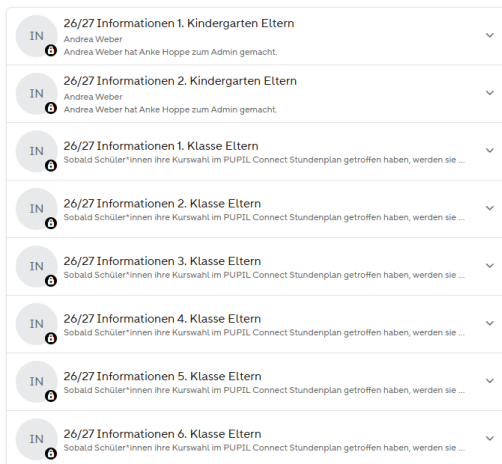 IN
26/27 Informationen 1. Kindergarten Eltern
Andrea Weber
Andrea Weber hat Anke Hoppe zum Admin gemacht.
IN
26/27 Informationen 2. Kindergarten Eltern
Andrea Weber
Andrea Weber hat Anke Hoppe zum Admin gemacht.
IN
26/27 Informationen 1. Klasse Eltern
Sobald Schüler*innen ihre Kurswahl im PUPIL Connect Stundenplan getroffen haben, werden sie ...
IN
26/27 Informationen 2. Klasse Eltern
Sobald Schüler*innen ihre Kurswahl im PUPIL Connect Stundenplan getroffen haben, werden sie ...
IN
26/27 Informationen 3. Klasse Eltern
Sobald Schüler*innen ihre Kurswahl im PUPIL Connect Stundenplan getroffen haben, werden sie ...
IN
26/27 Informationen 4. Klasse Eltern
Sobald Schüler*innen ihre Kurswahl im PUPIL Connect Stundenplan getroffen haben, werden sie ...
IN
26/27 Informationen 5. Klasse Eltern
Sobald Schüler*innen ihre Kurswahl im PUPIL Connect Stundenplan getroffen haben, werden sie ...
IN
26/27 Informationen 6. Klasse Eltern
Sobald Schüler*innen ihre Kurswahl im PUPIL Connect Stundenplan getroffen haben, werden sie ...